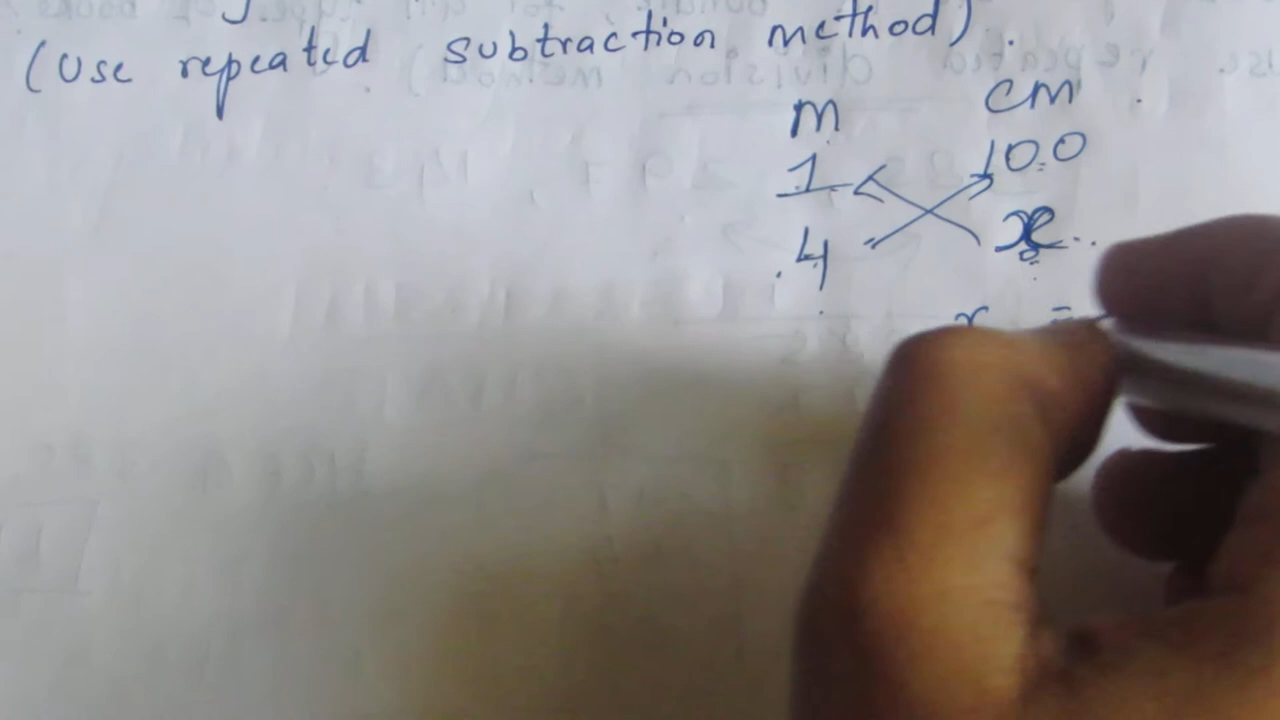 (Use repeated subtraction method).
m cm
1 100
4 x
x =